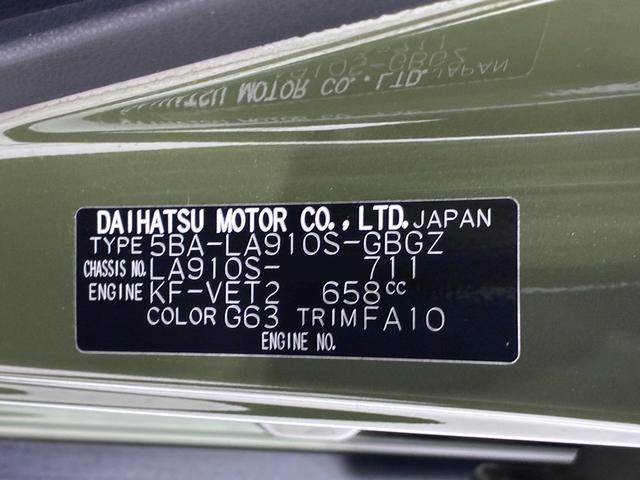 DAIHATSU MOTOR CO., LTD. JAPAN
TYPE 5BA-LA910S-GBGZ
CHASSIS NO. LA910S- 711
ENGINE KF-VET2 658cc
COLOR G63 TRIM FA10
ENGINE NO.